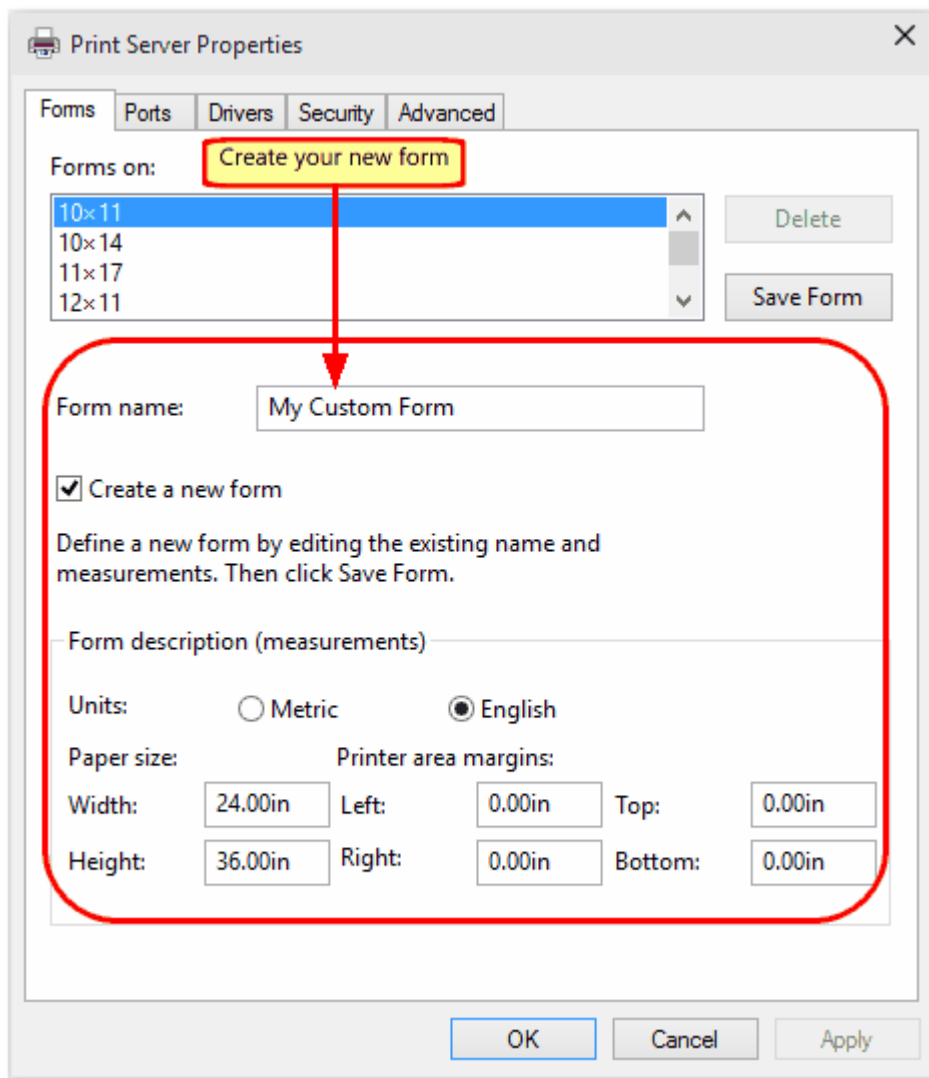 Print Server Properties
Forms Ports Drivers Security Advanced
Create your new form
Forms on:
10×11
10×14
11×17
12×11
Delete
Save Form
Form name: My Custom Form
Create a new form
Define a new form by editing the existing name and
measurements. Then click Save Form.
Form description (measurements)
Units: Metric English
Paper size: Printer area margins:
Width: 24.00in Left: 0.00in Top: 0.00in
Height: 36.00in Right: 0.00in Bottom: 0.00in
OK Cancel Apply